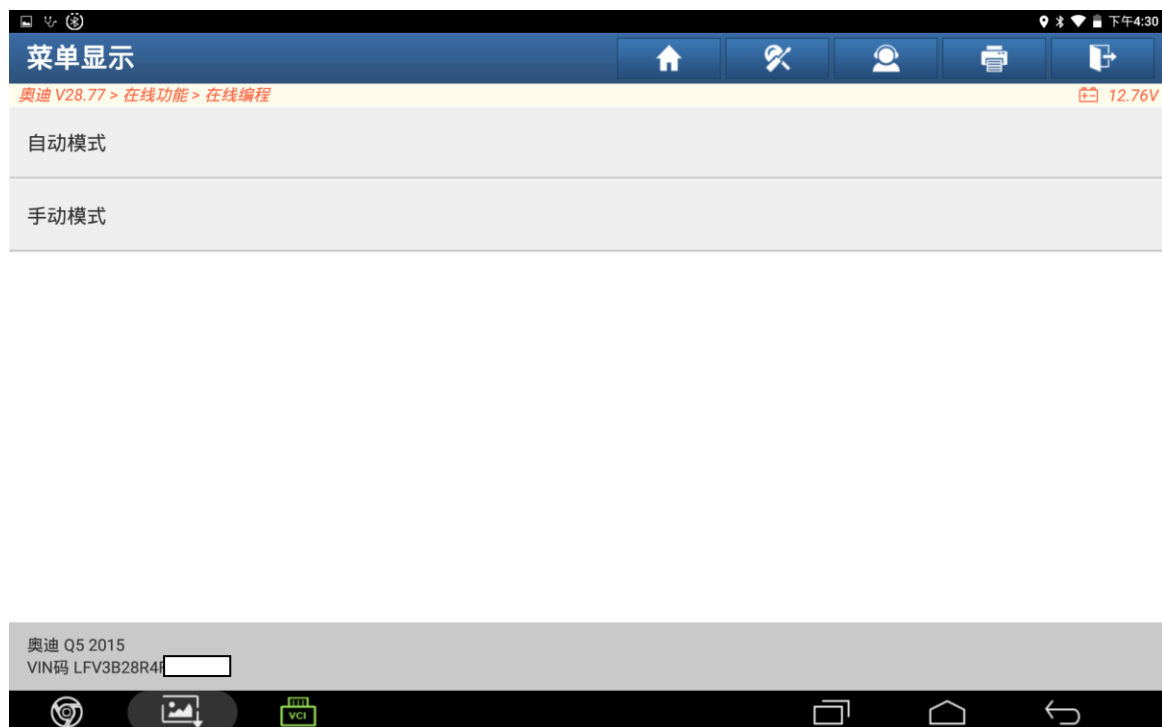 下午4:30
菜单显示
奥迪 V28.77 > 在线功能 > 在线编程
12.76V
自动模式
手动模式
奥迪 Q5 2015
VIN码 LFV3B28R4
VCI